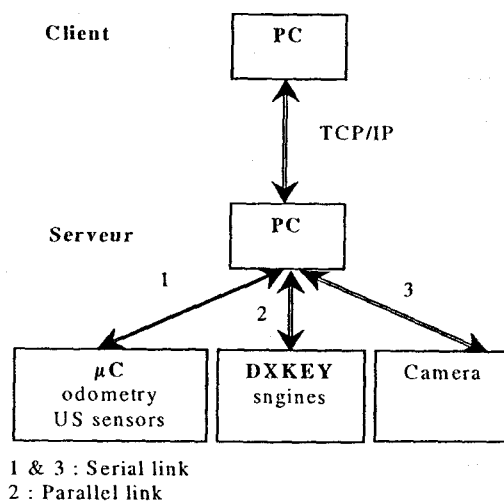 Client
PC
TCP/IP
PC
Serveur
1
2
3
µC
odometry
US sensors
DXKEY
sngines
Camera
1 & 3 : Serial link
2 : Parallel link